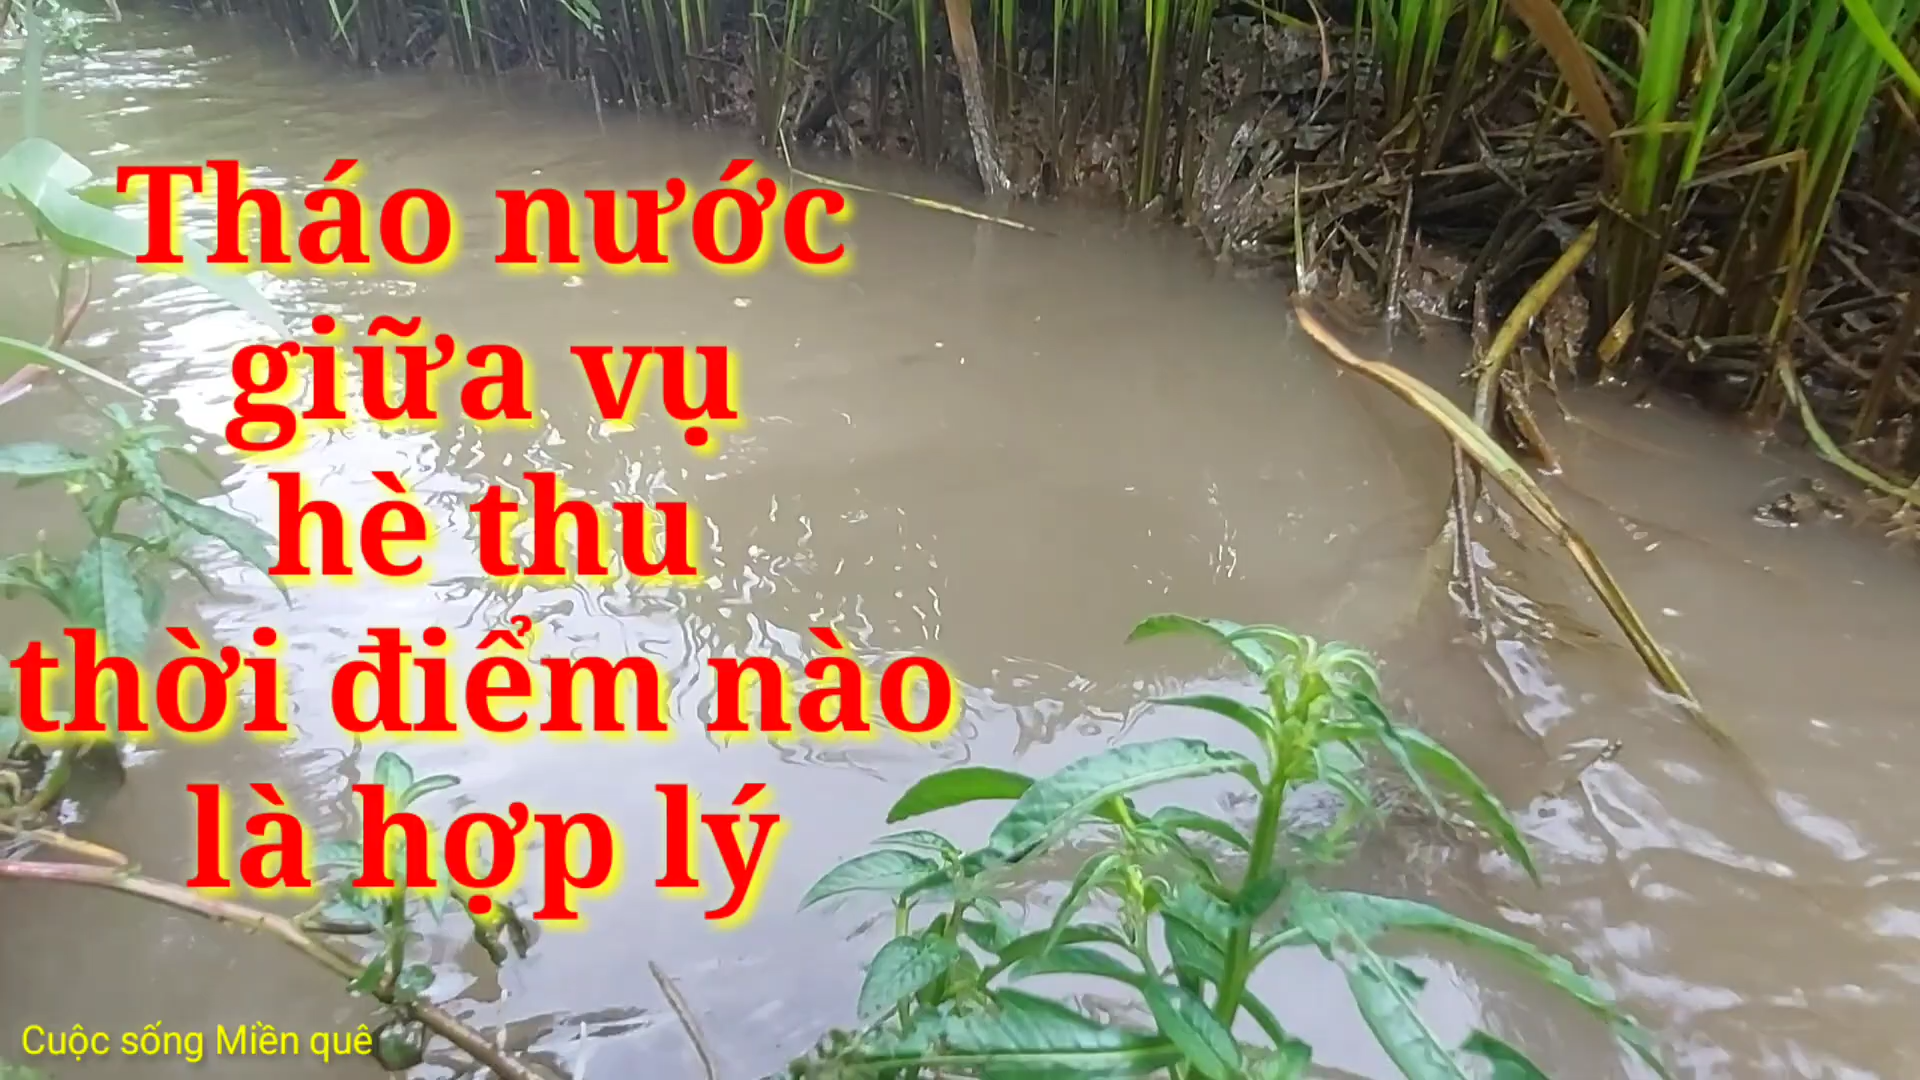 Tháo nước
giữa vụ
hè thu
thời điểm nào
là hợp lý
Cuộc sống Miền quê